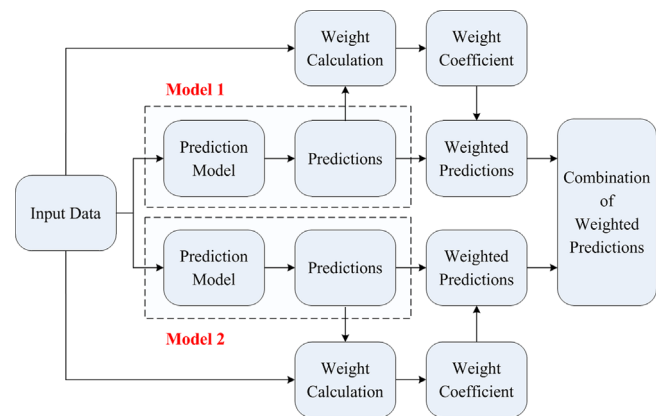 Weight
Calculation
Weight
Coefficient
Model 1
Prediction
Model
Predictions
Weighted
Predictions
Input Data
Combination
of
Weighted
Predictions
Prediction
Model
Predictions
Weighted
Predictions
Model 2
Weight
Calculation
Weight
Coefficient